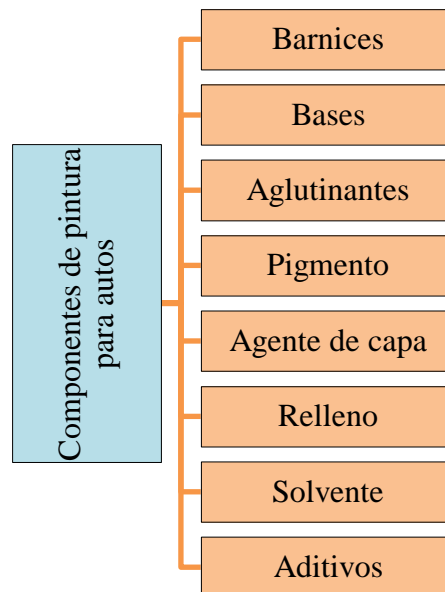 Componentes de pintura
para autos
Barnices
Bases
Aglutinantes
Pigmento
Agente de capa
Relleno
Solvente
Aditivos